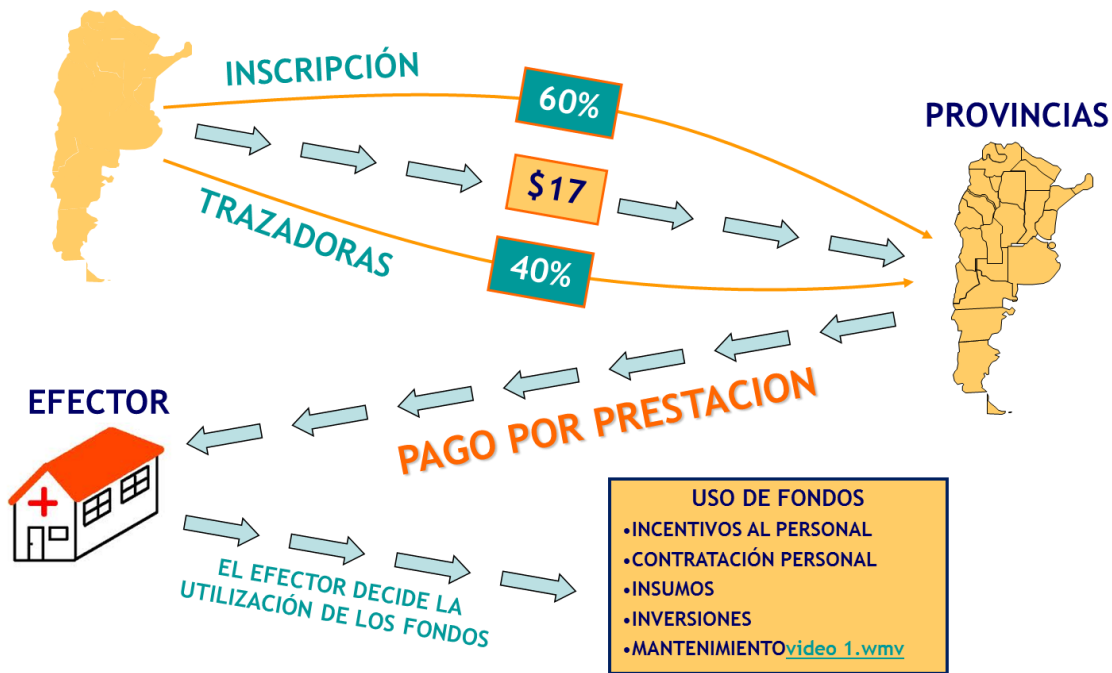 INSCRIPCIÓN
60%
PROVINCIAS
$17
TRAZADORAS
40%
EFECTOR
PAGO POR PRESTACION
USO DE FONDOS
•INCENTIVOS AL PERSONAL
•CONTRATACIÓN PERSONAL
•INSUMOS
•INVERSIONES
•MANTENIMIENTOvideo 1.wmv
EL EFECTOR DECIDE LA
UTILIZACIÓN DE LOS FONDOS